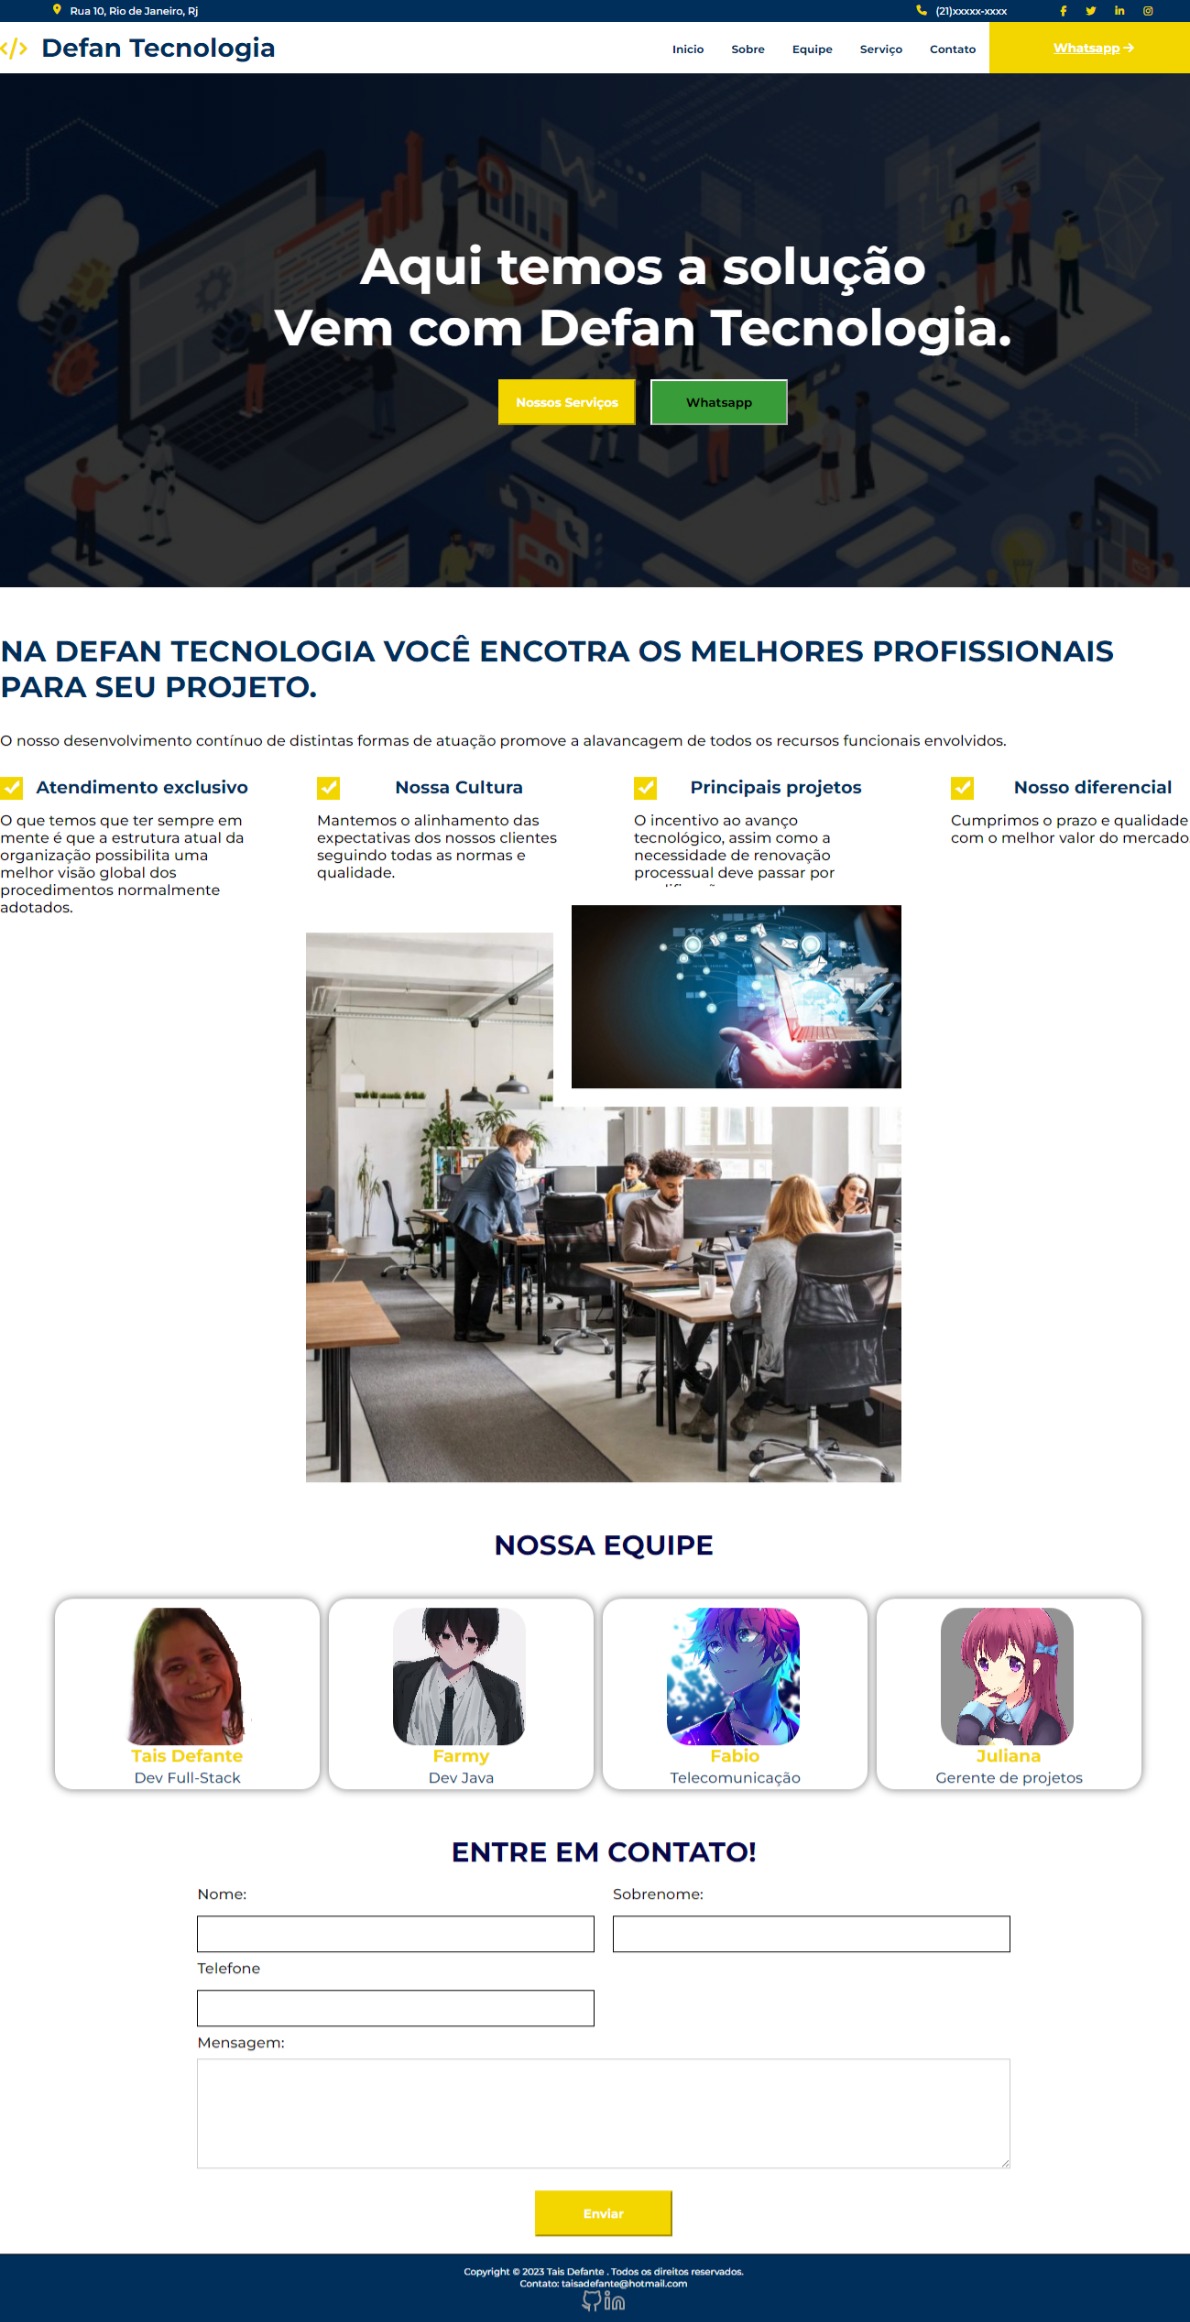 Rua 10, Rio de Janeiro, Rj
(21)xxxxx-xxxx
</> Defan Tecnologia
Inicio
Sobre
Equipe
Serviço
Contato
Whatsapp →
Aqui temos a solução
Vem com Defan Tecnologia.
Nossos Serviços
Whatsapp
NA DEFAN TECNOLOGIA VOCÊ ENCOTRA OS MELHORES PROFISSIONAIS
PARA SEU PROJETO.
O nosso desenvolvimento contínuo de distintas formas de atuação promove a alavancagem de todos os recursos funcionais envolvidos.
Atendimento exclusivo
O que temos que ter sempre em
mente é que a estrutura atual da
organização possibilita uma
melhor visão global dos
procedimentos normalmente
adotados.
Nossa Cultura
Mantemos o alinhamento das
expectativas dos nossos clientes
seguindo todas as normas e
qualidade.
Principais projetos
O incentivo ao avanço
tecnológico, assim como a
necessidade de renovação
processual deve passar por
Nosso diferencial
Cumprimos o prazo e qualidade
com o melhor valor do mercado.
NOSSA EQUIPE
Tais Defante
Dev Full-Stack
Farmy
Dev Java
Fabio
Telecomunicação
Juliana
Gerente de projetos
ENTRE EM CONTATO!
Nome:
Sobrenome:
Telefone
Mensagem:
Enviar
Copyright © 2023 Tais Defante . Todos os direitos reservados.
Contato: taisadefante@hotmail.com